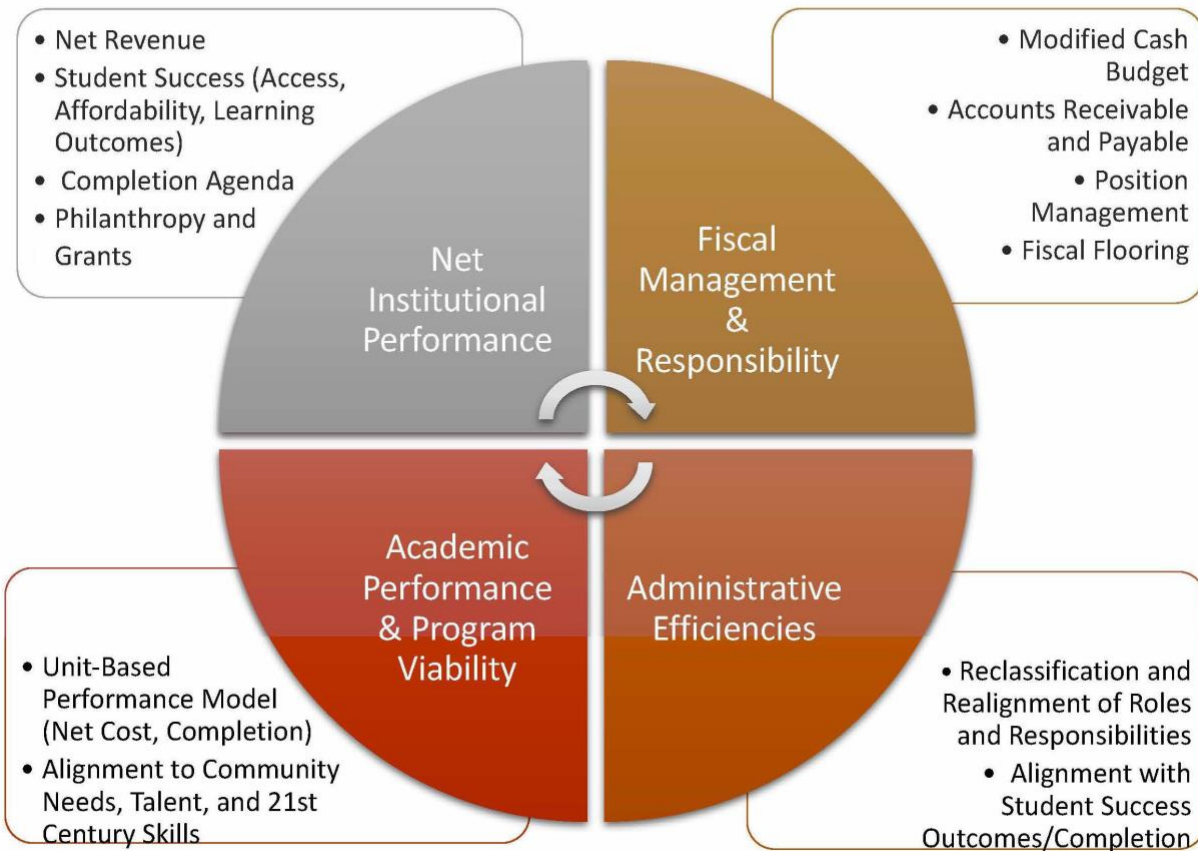 • Net Revenue
• Student Success (Access,
Affordability, Learning
Outcomes)
• Completion Agenda
• Philanthropy and
Grants
• Modified Cash
Budget
• Accounts Receivable
and Payable
• Position
Management
• Fiscal Flooring
Net
Institutional
Performance
Fiscal
Management
&
Responsibility
Academic
Performance
& Program
Viability
Administrative
Efficiencies
• Unit-Based
Performance Model
(Net Cost, Completion)
• Alignment to Community
Needs, Talent, and 21st
Century Skills
• Reclassification and
Realignment of Roles
and Responsibilities
• Alignment with
Student Success
Outcomes/Completion